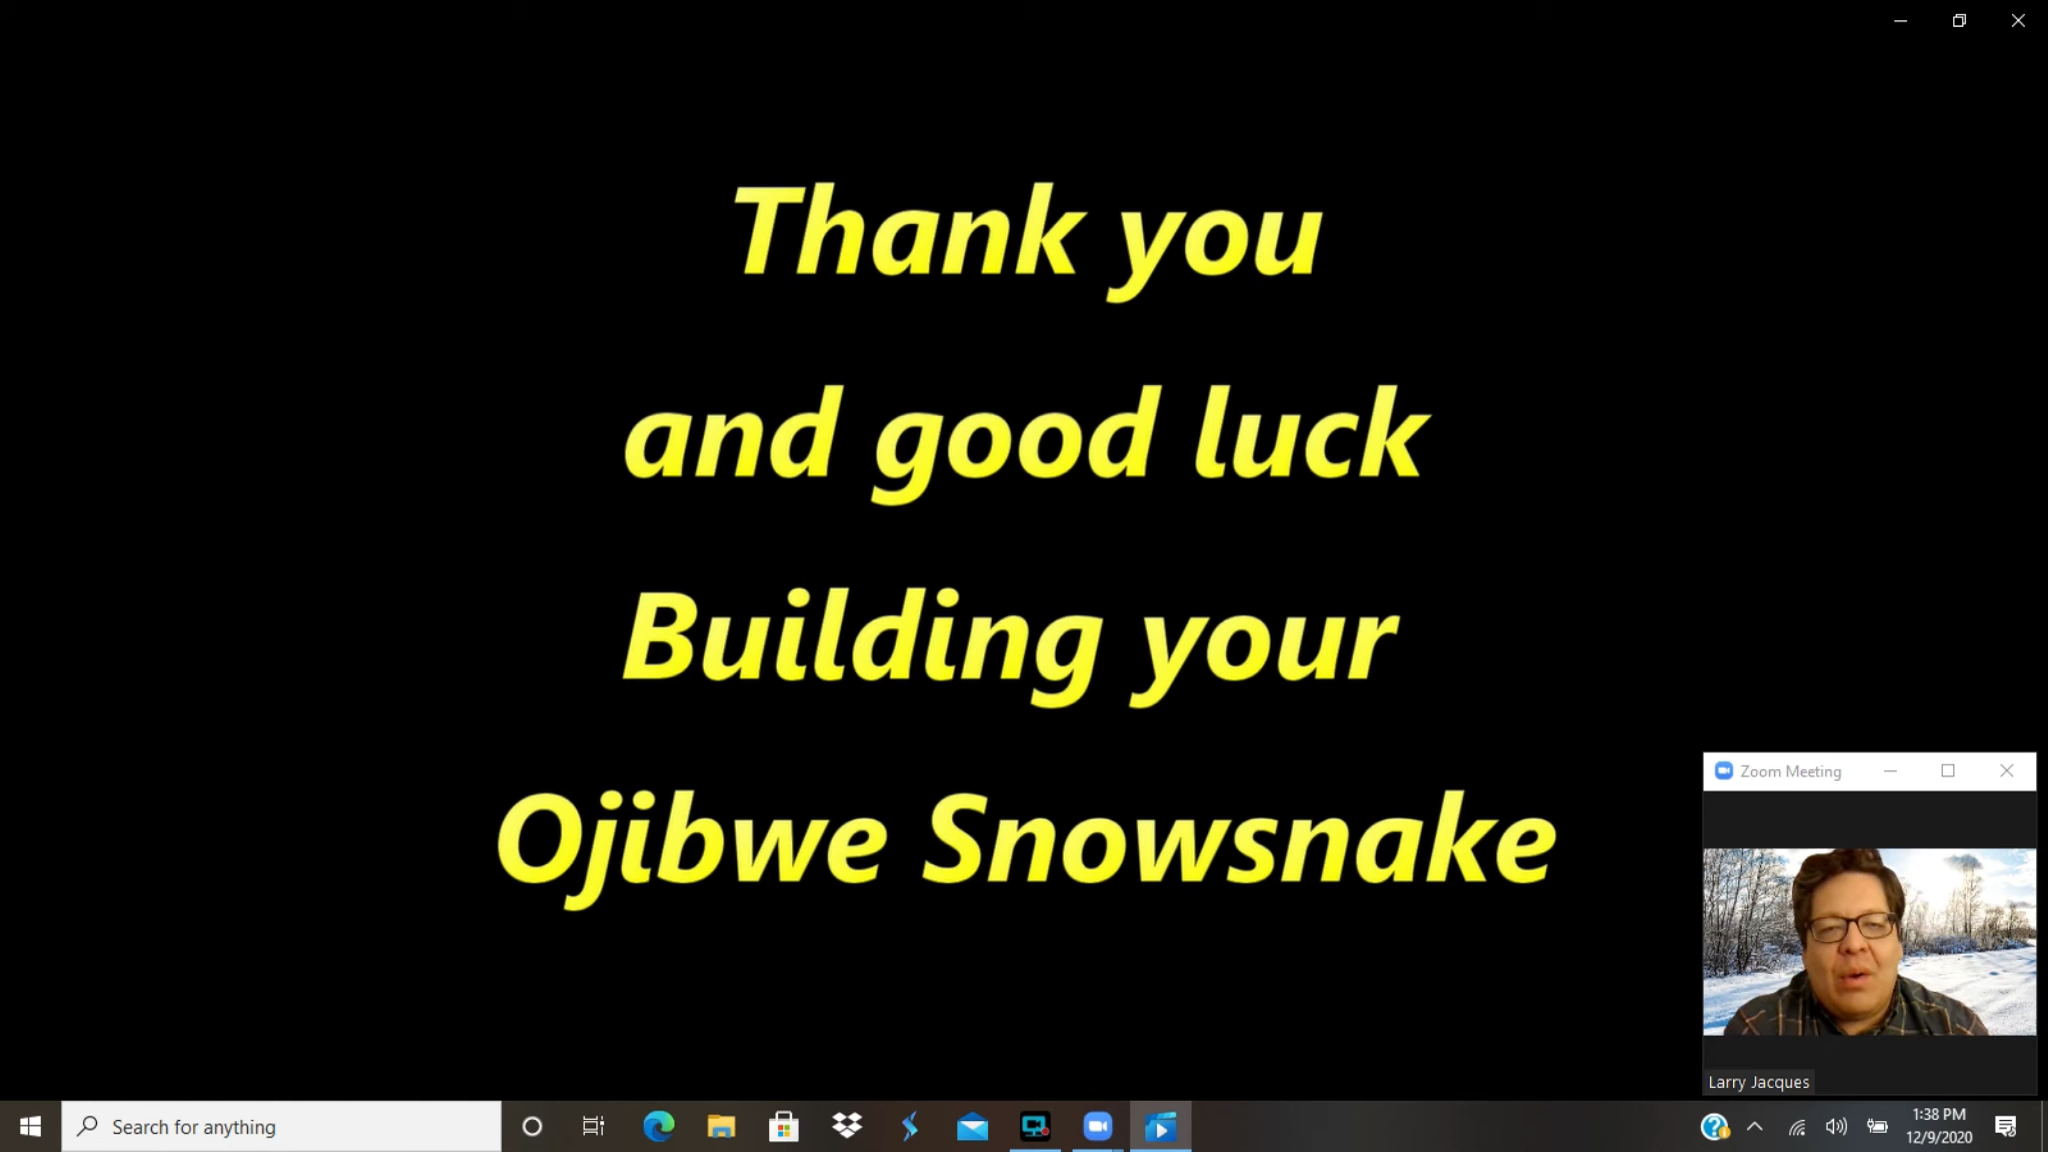 Thank you
and good luck
Building your
Ojibwe Snowsnake
Zoom Meeting
Larry Jacques
Search for anything
1:38 PM
12/9/2020